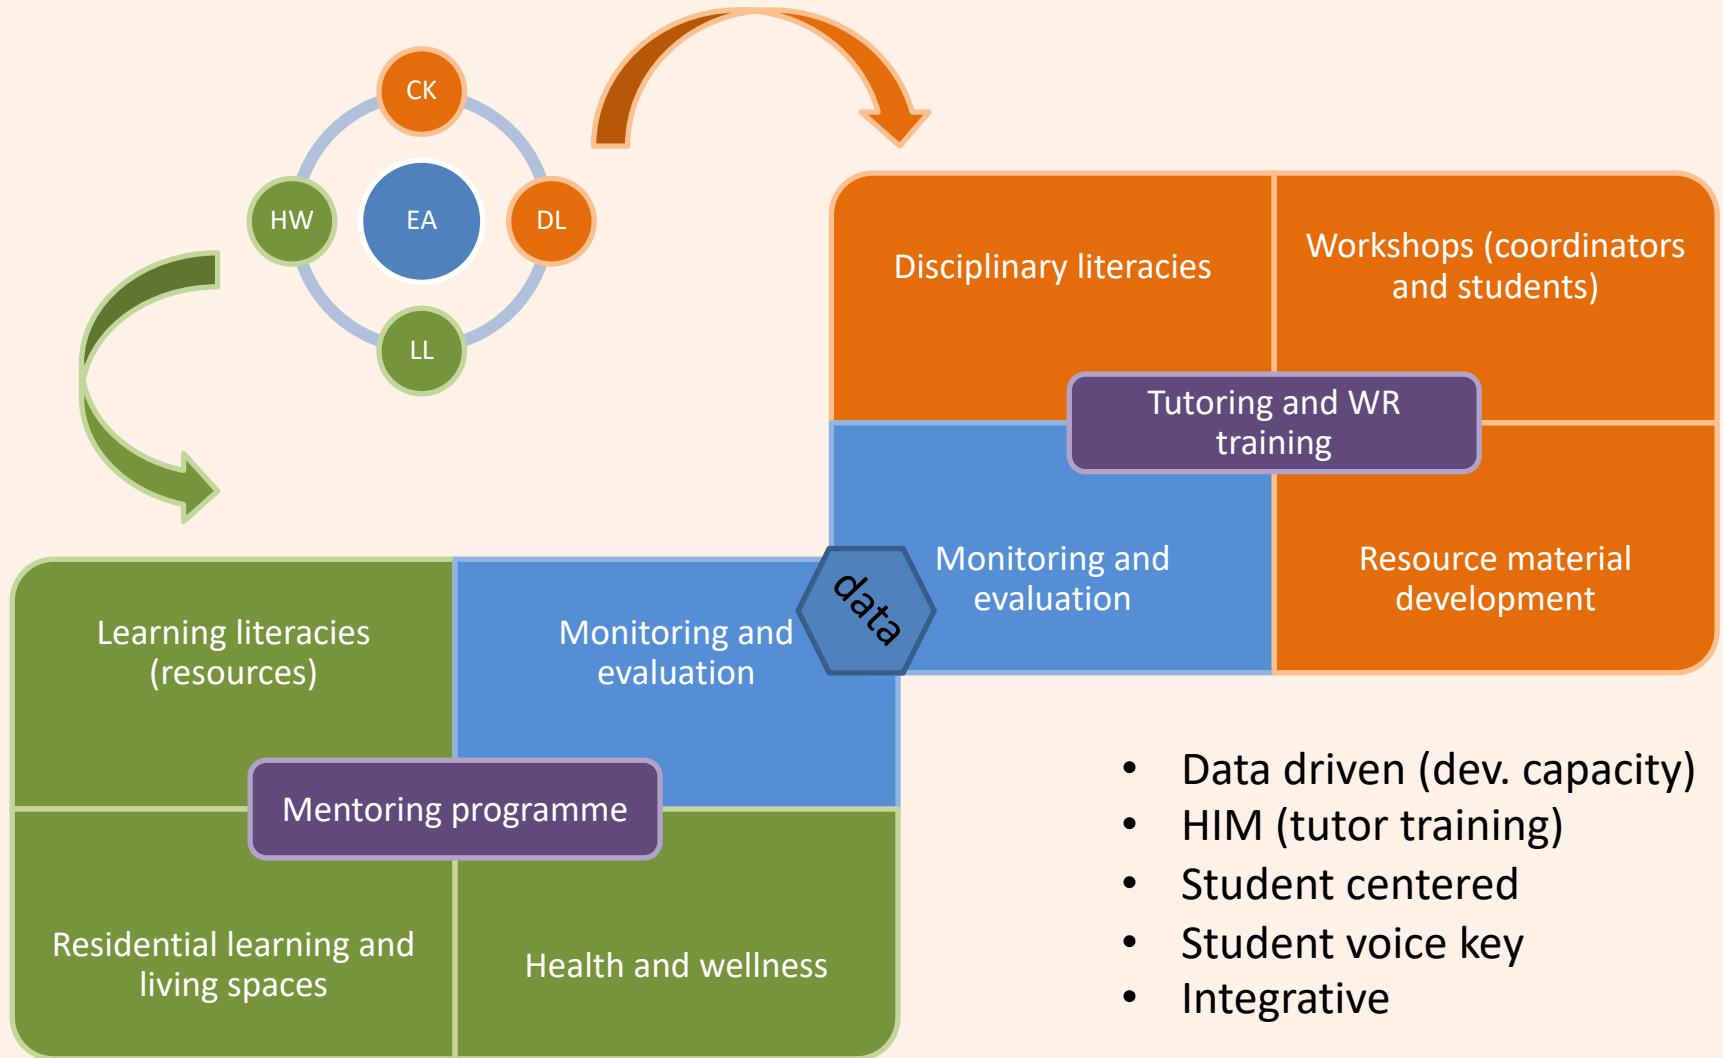 CK
HW
EA
DL
LL
Disciplinary literacies
Workshops (coordinators
and students)
Tutoring and WR
training
Monitoring and
evaluation
Resource material
development
data
Learning literacies
(resources)
Monitoring and
evaluation
Mentoring programme
Residential learning and
living spaces
Health and wellness
• Data driven (dev. capacity)
• HIM (tutor training)
• Student centered
• Student voice key
• Integrative